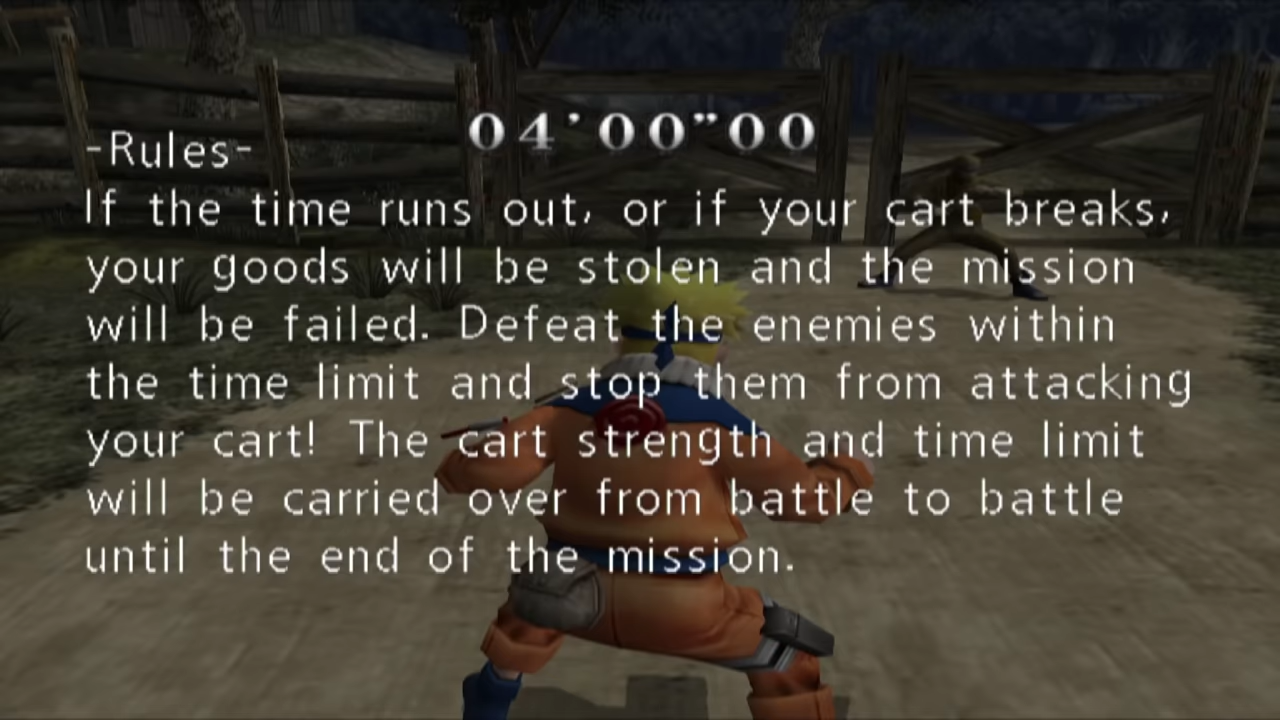 04'00"00
-Rules-
If the time runs out, or if your cart breaks,
your goods will be stolen and the mission
will be failed. Defeat the enemies within
the time limit and stop them from attacking
your cart! The cart strength and time limit
will be carried over from battle to battle
until the end of the mission.